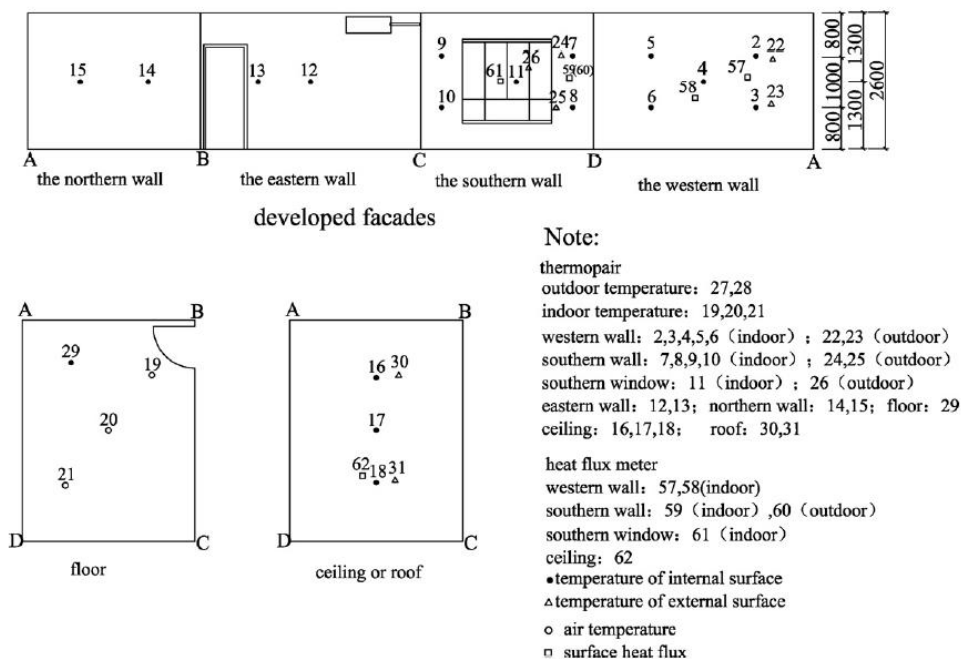 9 24 7 5 2 22
26
15 14 13 12 61 11 59(60) 4 57
58
10 25 8 6 3 23
800 1300
1000 2600
800 1300
A B C D A
the northern wall the eastern wall the southern wall the western wall
developed facades
Note:
thermopair
outdoor temperature: 27,28
indoor temperature: 19,20,21
western wall: 2,3,4,5,6 (indoor) ; 22,23 (outdoor)
southern wall: 7,8,9,10 (indoor) ; 24,25 (outdoor)
southern window: 11 (indoor) ; 26 (outdoor)
eastern wall: 12,13; northern wall: 14,15; floor: 29
ceiling: 16,17,18; roof: 30,31
heat flux meter
western wall: 57,58(indoor)
southern wall: 59 (indoor) ,60 (outdoor)
southern window: 61 (indoor)
ceiling: 62
temperature of internal surface
temperature of external surface
air temperature
surface heat flux
A B
29 19
20
21
D C
floor
A B
16 30
17
62 18 31
D C
ceiling or roof